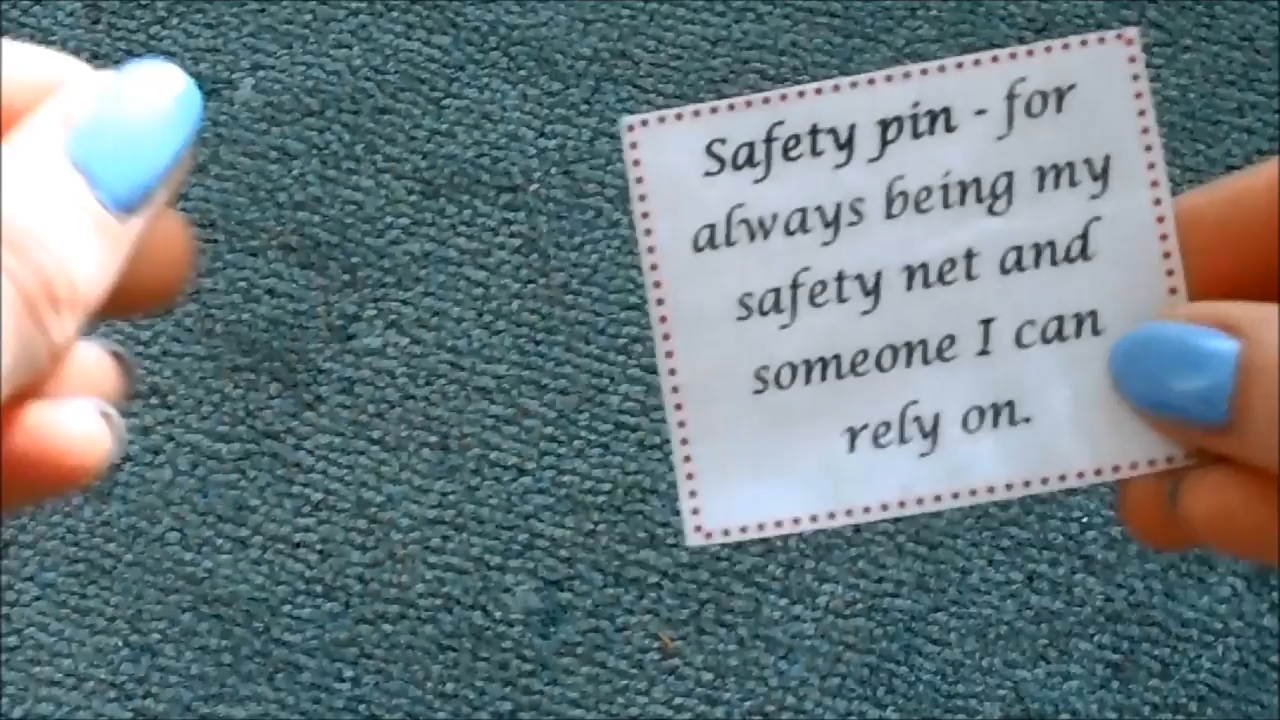 Safety pin - for
always being my
safety net and
someone I can
rely on.